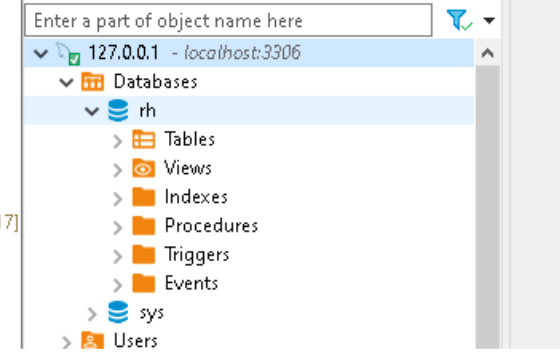 Enter a part of object name here
127.0.0.1 - localhost:3306
Databases
rh
Tables
Views
Indexes
Procedures
17]
Triggers
Events
sys
Users